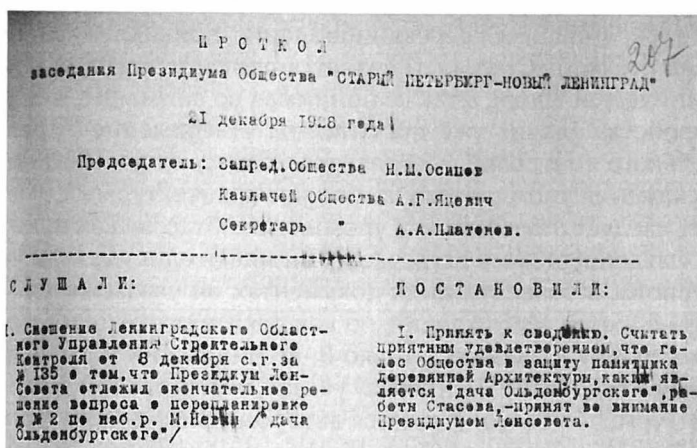 ПРОТКОЛ
207
заседания Президиума Общества "СТАРЫЙ ПЕТЕРБУРГ-НОВЫЙ ЛЕНИНГРАД"
21 декабря 1928 года
Председатель: Запред.Общества Н.М.Осипов
Казначей Общества А.Г.Яцевич
Секретарь " А.А.Платонов.
СЛУШАЛИ:
I. Сношение Ленинградского Област-
ного Управления Строительного
Контроля от 8 декабря с.г.за
№ 135 о том,что Президиум Лен-
Совета отложил окончательное ре-
шение вопроса о перепланировке
д № 2 по наб.р. М.Невки / "дача
Ольденбургского"/
ПОСТАНОВИЛИ:
I. Принять к сведению. Считать
приятным удовлетворением,что го-
лос Общества в защиту памятника
деревянной Архитектуры,каким яв-
ляется "дача Ольденбургского",ра-
боты Стасова,-принят во внимание
Президиумом Ленсовета.